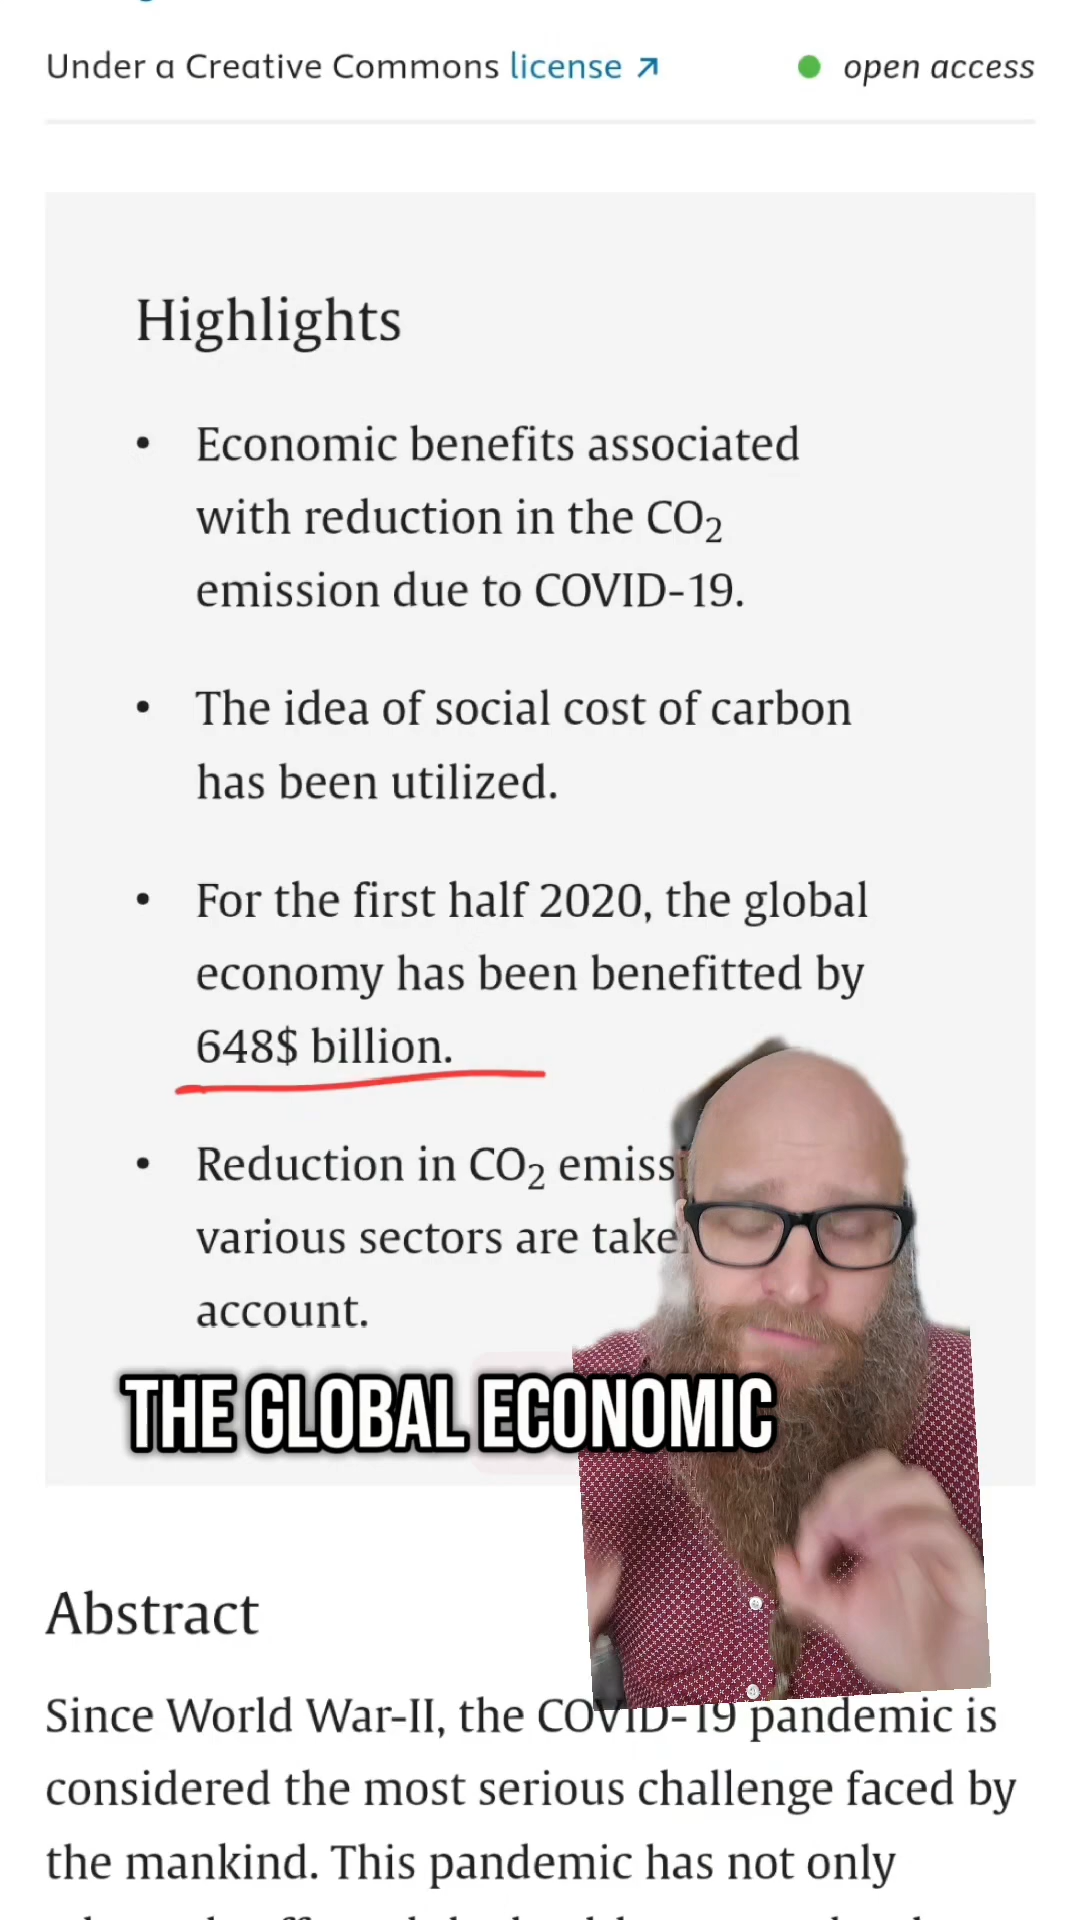 Under a Creative Commons license ↗ open access
Highlights
• Economic benefits associated
with reduction in the CO₂
emission due to COVID-19.
• The idea of social cost of carbon
has been utilized.
• For the first half 2020, the global
economy has been benefitted by
648$ billion.
• Reduction in CO₂
various sectors are
account.
THE GLOBAL ECONOMIC
Abstract
Since World War-II, the COVID-19 pandemic is
considered the most serious challenge faced by
the mankind. This pandemic has not only